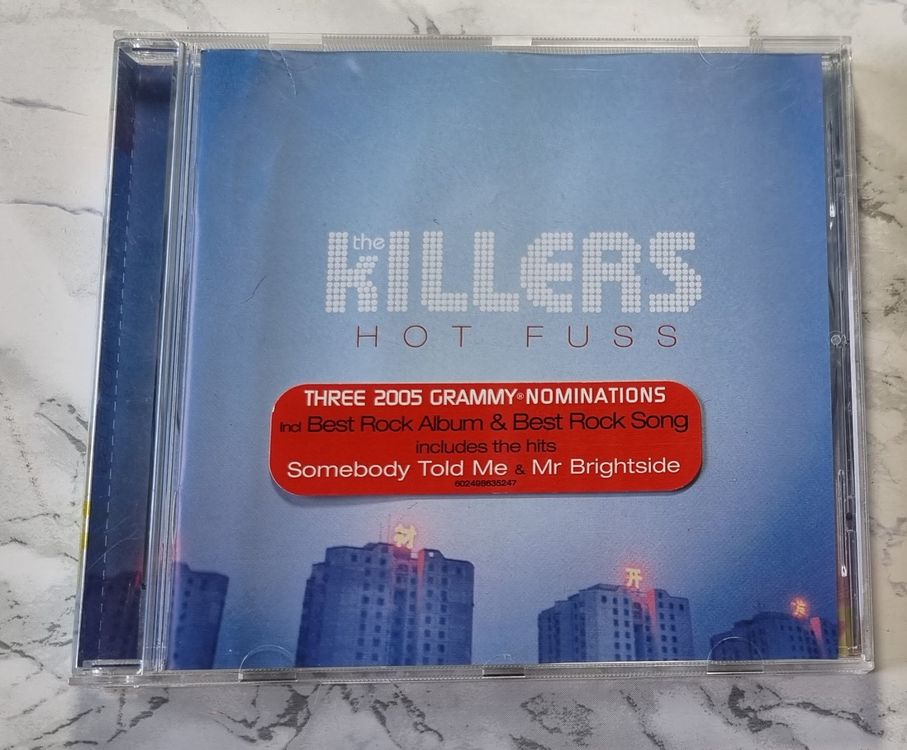 the
kILLERS
HOT FUSS
THREE 2005 GRAMMY® NOMINATIONS
Incl Best Rock Album & Best Rock Song
includes the hits
Somebody Told Me & Mr Brightside
602498635247
开